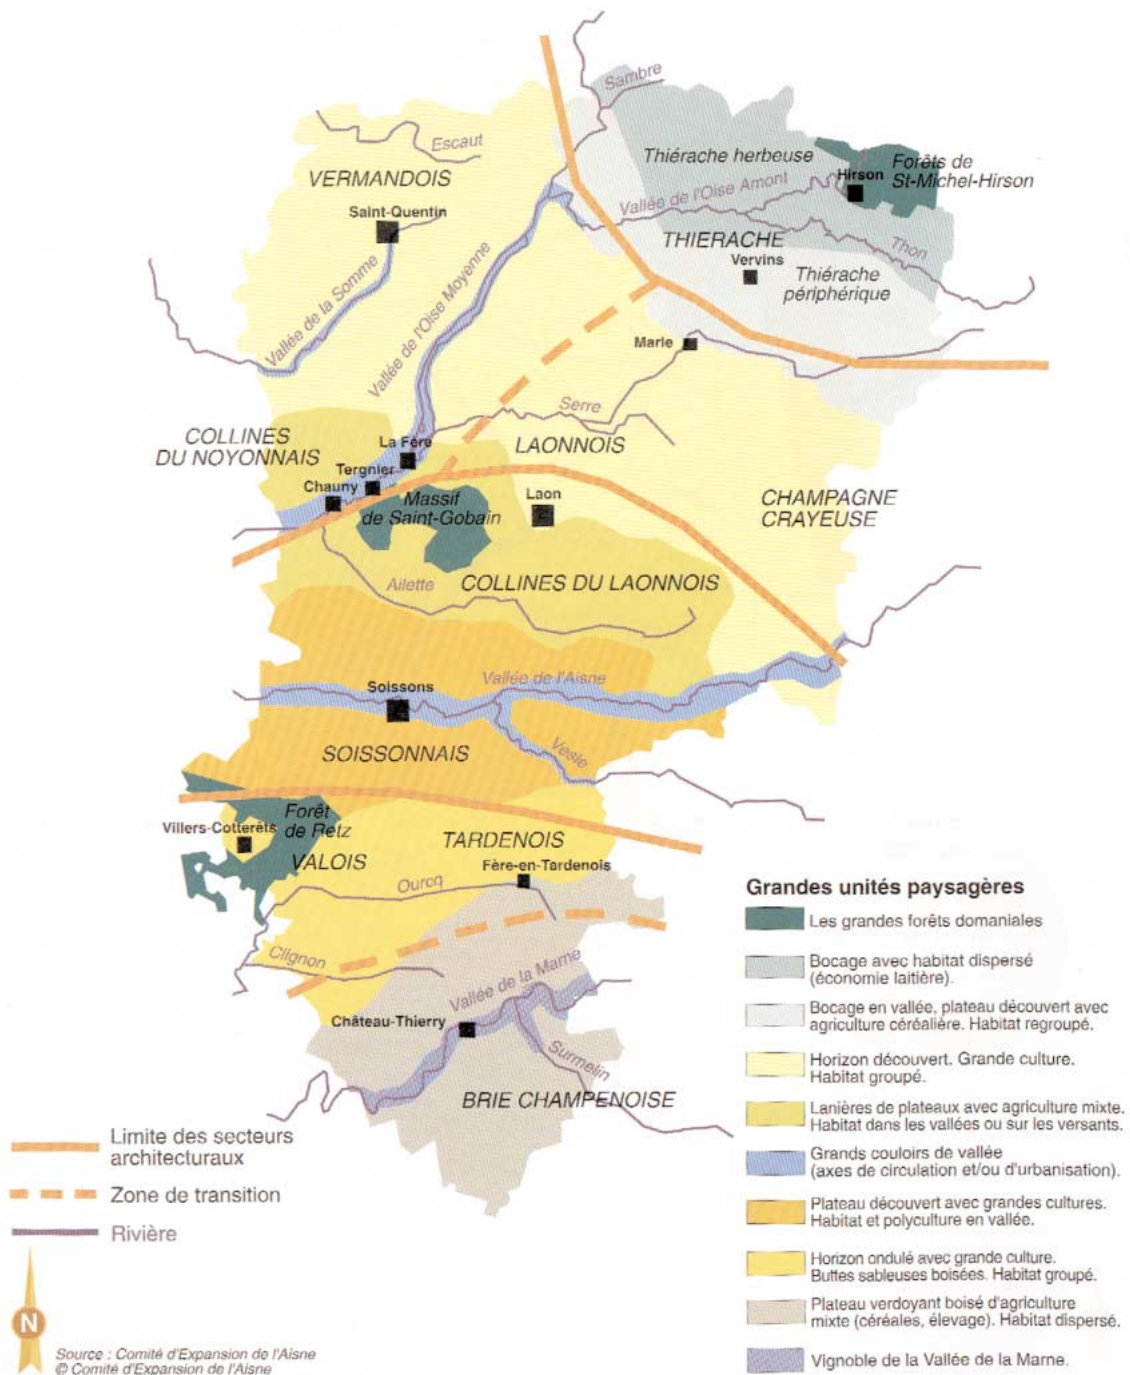 Sambre
Escaut
Thiérache herbeuse
Forêts de
St-Michel-Hirson
Hirson
VERMANDOIS
Vallée de l'Oise Amont
Saint-Quentin
THIERACHE
Thon
Vervins
Thiérache
périphérique
Vallée de la Somme
Vallée de l'Oise Moyenne
Marle
Serre
COLLINES
DU NOYONNAIS
La Fère
LAONNOIS
Tergnier
Chauny
Massif
de Saint-Gobain
Laon
CHAMPAGNE
CRAYEUSE
Ailette
COLLINES DU LAONNOIS
Soissons
Vallée de l'Aisne
SOISSONNAIS
Vesle
Forêt
de Retz
Villers-Cotterêts
TARDENOIS
VALOIS
Fère-en-Tardenois
Ourcq
Clignon
Vallée de la Marne
Château-Thierry
Surmelin
BRIE CHAMPENOISE
Grandes unités paysagères
Les grandes forêts domaniales
Bocage avec habitat dispersé
(économie laitière).
Bocage en vallée, plateau découvert avec
agriculture céréalière. Habitat regroupé.
Horizon découvert. Grande culture.
Habitat groupé.
Lanières de plateaux avec agriculture mixte.
Habitat dans les vallées ou sur les versants.
Grands couloirs de vallée
(axes de circulation et/ou d'urbanisation).
Plateau découvert avec grandes cultures.
Habitat et polyculture en vallée.
Horizon ondulé avec grande culture.
Buttes sableuses boisées. Habitat groupé.
Plateau verdoyant boisé d'agriculture
mixte (céréales, élevage). Habitat dispersé.
Vignoble de la Vallée de la Marne.
Limite des secteurs
architecturaux
Zone de transition
Rivière
N
Source : Comité d'Expansion de l'Aisne
© Comité d'Expansion de l'Aisne